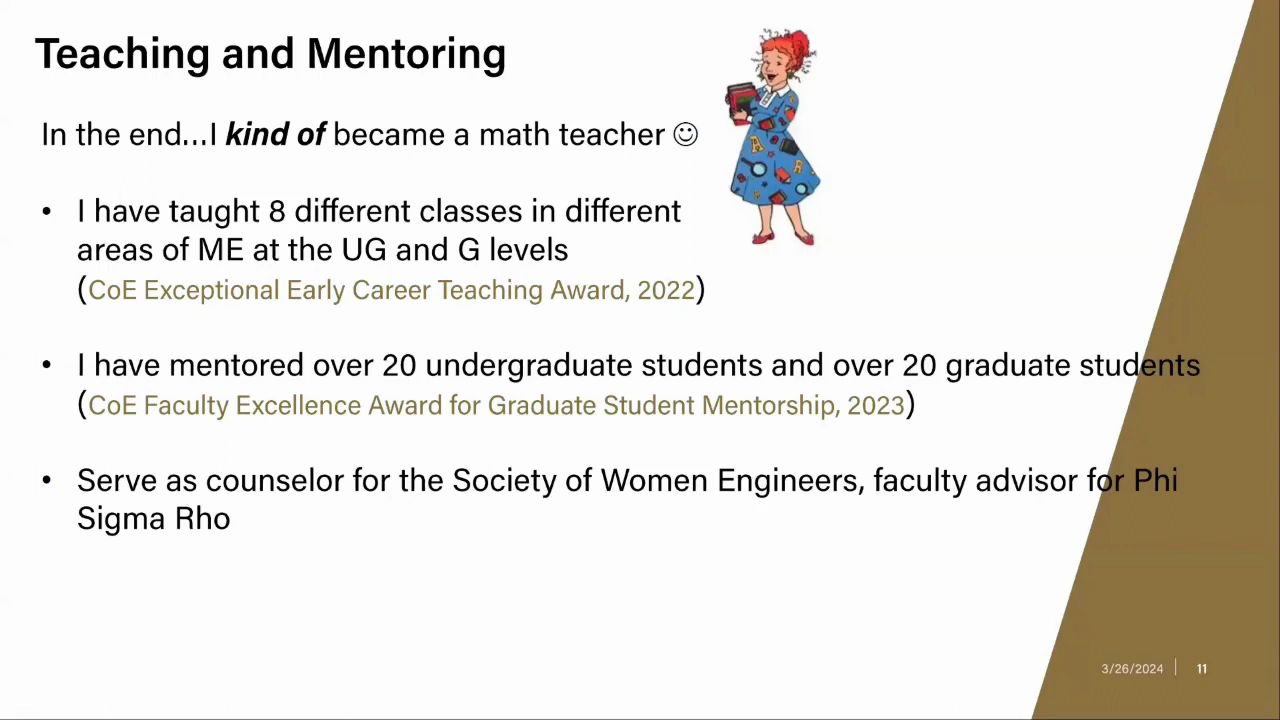 Teaching and Mentoring
In the end...I kind of became a math teacher ☺
• I have taught 8 different classes in different
areas of ME at the UG and G levels
(CoE Exceptional Early Career Teaching Award, 2022)
• I have mentored over 20 undergraduate students and over 20 graduate students
(CoE Faculty Excellence Award for Graduate Student Mentorship, 2023)
• Serve as counselor for the Society of Women Engineers, faculty advisor for Phi
Sigma Rho
3/26/2024 | 11